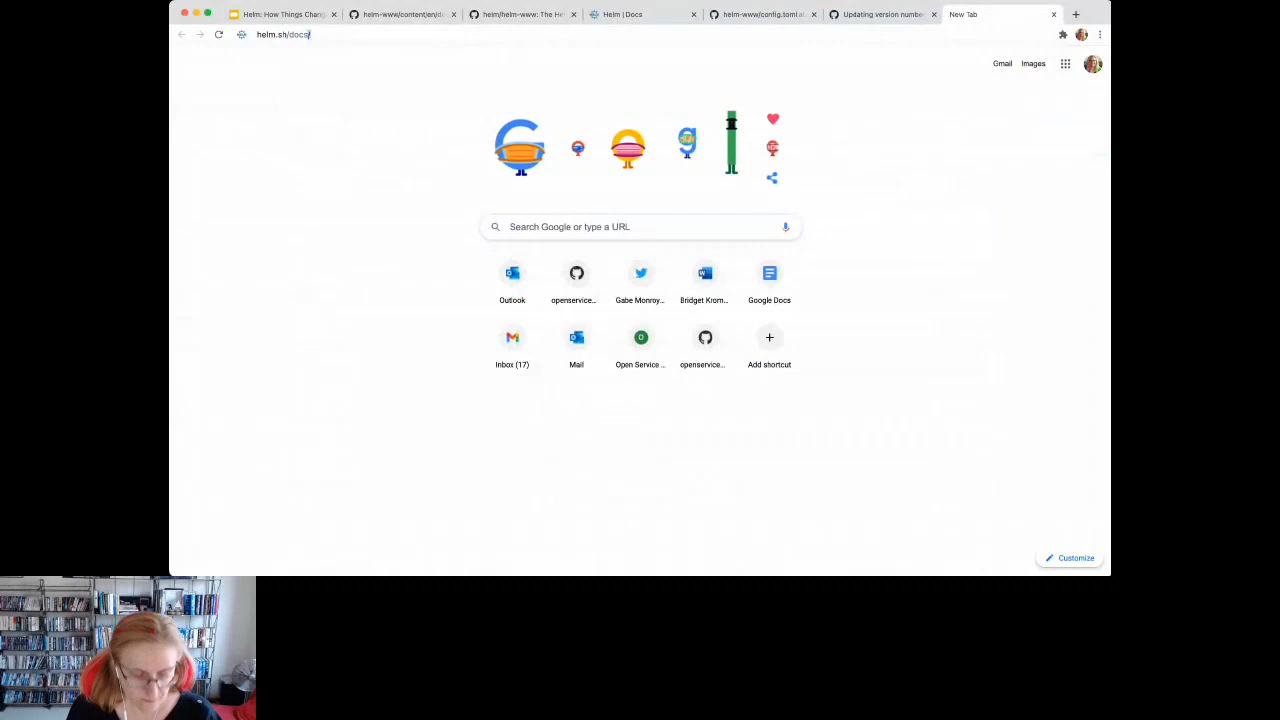 Helm: How Things Chang
helm-www/content/en/do
helm/helm-www: The He
Helm | Docs
helm-www/config.toml
Updating version number
New Tab
helm.sh/docs/
Gmail Images
Search Google or type a URL
Outlook
openservice...
Gabe Monroy...
Bridget Krom...
Google Docs
Inbox (17)
Mail
Open Service ...
openservice...
Add shortcut
Customize